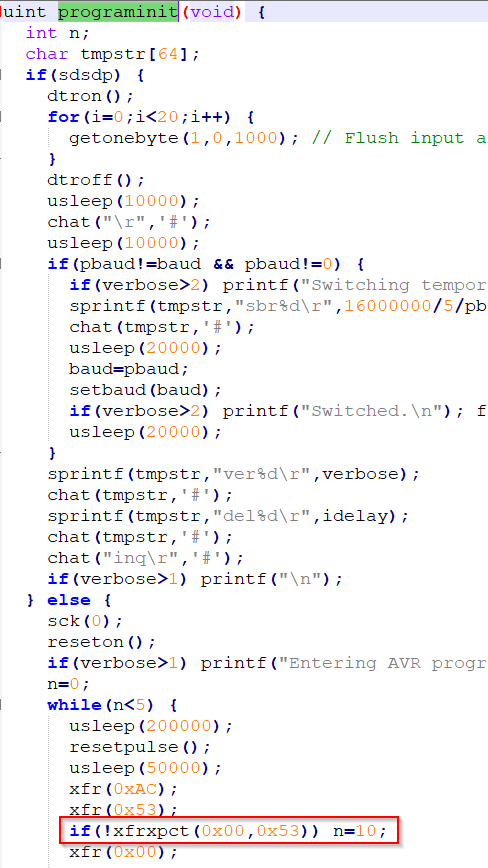 uint programinit(void) {
int n;
char tmpstr[64];
if(sdsdp) {
dtron();
for(i=0;i<20;i++) {
getonebyte(1,0,1000); // Flush input a
}
dtroff();
usleep(10000);
chat("\r",'#');
usleep(10000);
if(pbaud!=baud && pbaud!=0) {
if(verbose>2) printf("Switching tempor
sprintf(tmpstr,"sbr%d\r",16000000/5/pb
chat(tmpstr,'#');
usleep(20000);
baud=pbaud;
setbaud(baud);
if(verbose>2) printf("Switched.\n"); f
usleep(20000);
}
sprintf(tmpstr,"ver%d\r",verbose);
chat(tmpstr,'#');
sprintf(tmpstr,"del%d\r",idelay);
chat(tmpstr,'#');
chat("inq\r",'#');
if(verbose>1) printf("\n");
} else {
sck(0);
reseton();
if(verbose>1) printf("Entering AVR progr
n=0;
while(n<5) {
usleep(200000);
resetpulse();
usleep(50000);
xfr(0xAC);
xfr(0x53);
if(!xfrxpct(0x00,0x53)) n=10;
xfr(0x00);